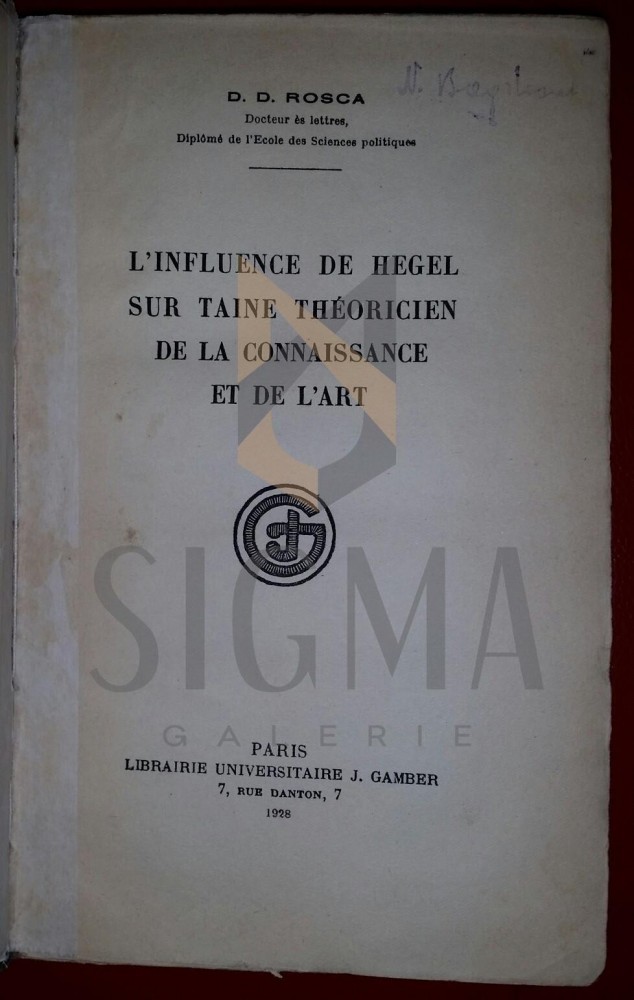 D. D. ROSCA
Docteur ès lettres,
Diplômé de l'Ecole des Sciences politiques
L'INFLUENCE DE HEGEL
SUR TAINE THÉORICIEN
DE LA CONNAISSANCE
ET DE L'ART
SIGMA
GALERIE
PARIS
LIBRAIRIE UNIVERSITAIRE J. GAMBER
7, RUE DANTON, 7
1928